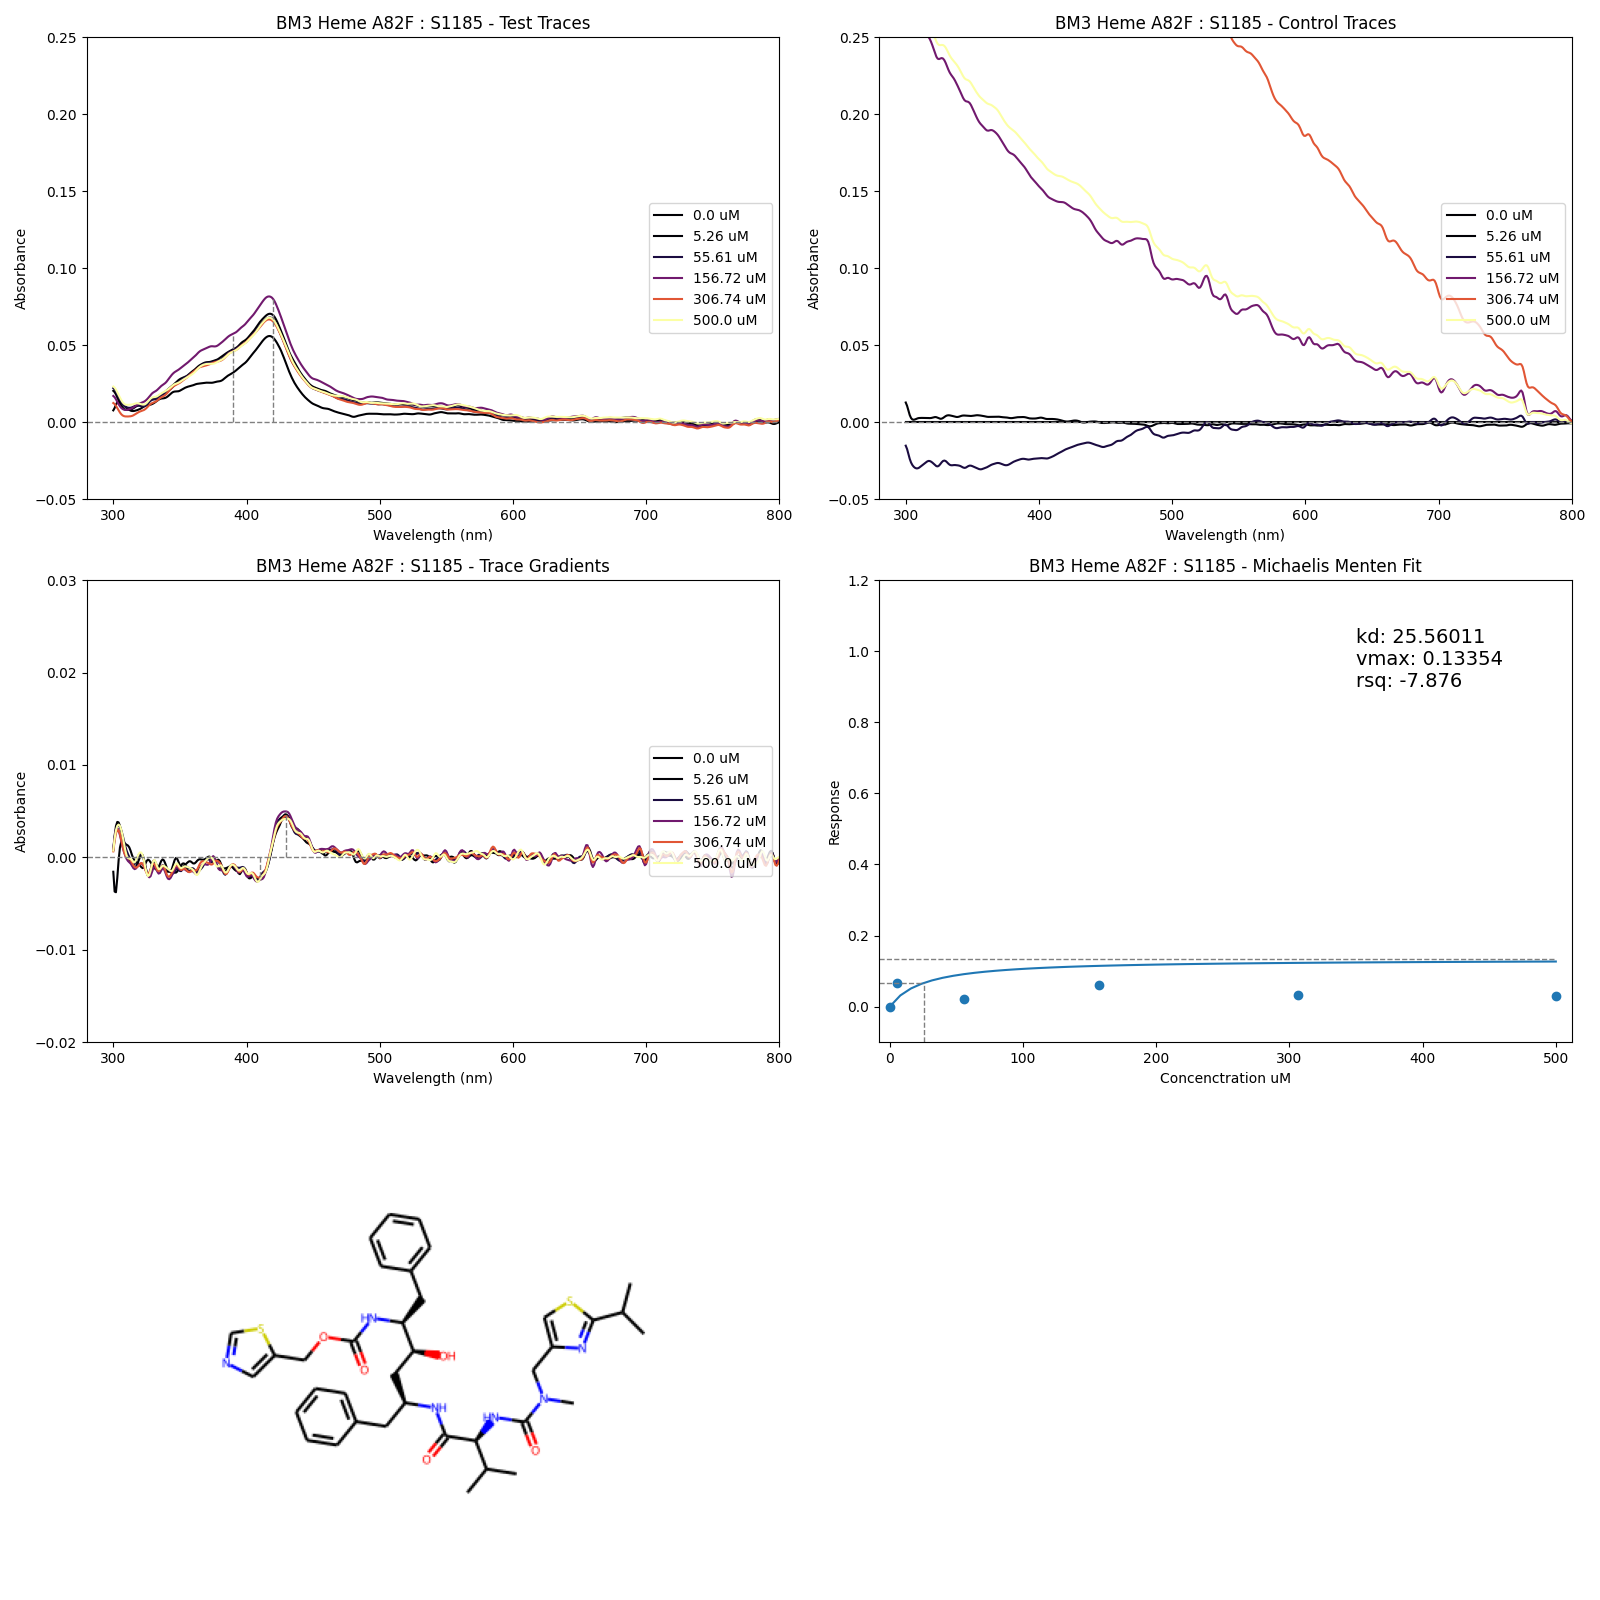 BM3 Heme A82F : S1185 - Test Traces
Absorbance
0.25
0.20
0.15
0.10
0.05
0.00
−0.05
300
400
500
600
700
800
Wavelength (nm)
0.0 uM
5.26 uM
55.61 uM
156.72 uM
306.74 uM
500.0 uM
BM3 Heme A82F : S1185 - Control Traces
Absorbance
0.25
0.20
0.15
0.10
0.05
0.00
−0.05
300
400
500
600
700
800
Wavelength (nm)
0.0 uM
5.26 uM
55.61 uM
156.72 uM
306.74 uM
500.0 uM
BM3 Heme A82F : S1185 - Trace Gradients
Absorbance
0.03
0.02
0.01
0.00
−0.01
−0.02
300
400
500
600
700
800
Wavelength (nm)
0.0 uM
5.26 uM
55.61 uM
156.72 uM
306.74 uM
500.0 uM
BM3 Heme A82F : S1185 - Michaelis Menten Fit
Response
1.2
1.0
0.8
0.6
0.4
0.2
0.0
0
100
200
300
400
500
Concenctration uM
kd: 25.56011
vmax: 0.13354
rsq: -7.876
S
N
O
O
HN
OH
NH
O
HN
O
N
N
S